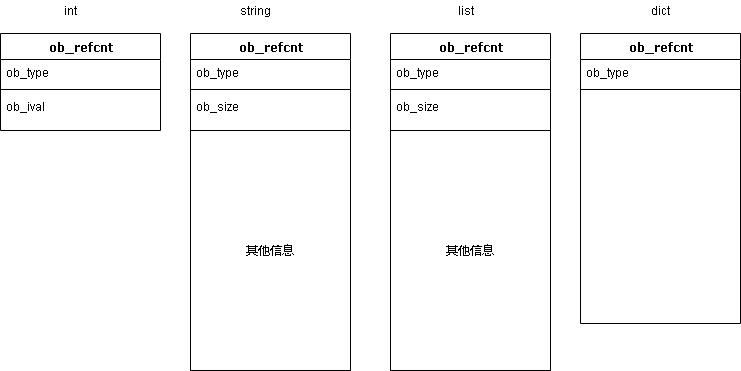 int
string
list
dict
ob_refcnt
ob_refcnt
ob_refcnt
ob_refcnt
ob_type
ob_type
ob_type
ob_type
ob_ival
ob_size
ob_size
其他信息
其他信息